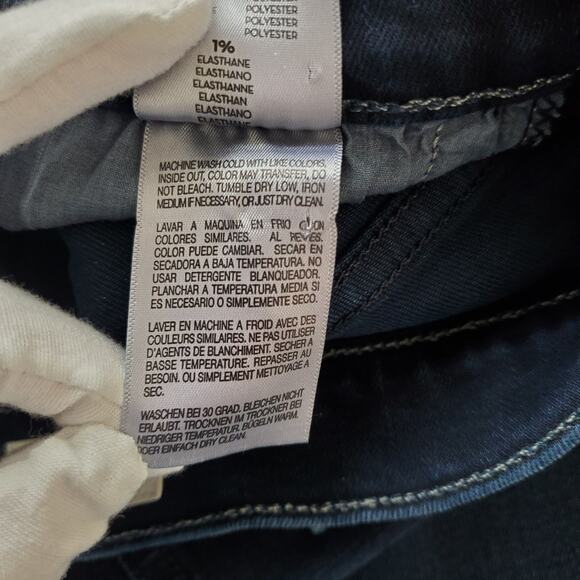 POLYESTER
POLYESTER
POLYESTER
1%
ELASTHANE
ELASTHANO
ELASTHANNE
ELASTHAN
ELASTHANO
ELASTHANE
MACHINE WASH COLD WITH LIKE COLORS,
INSIDE OUT, COLOR MAY TRANSFER, DO
NOT BLEACH. TUMBLE DRY LOW, IRON
MEDIUM IF NECESSARY, OR JUST DRY CLEAN.
LAVAR A MAQUINA EN FRIO CON
COLORES SIMILARES. AL REVES.
COLOR PUEDE CAMBIAR. SECAR EN
SECADORA A BAJA TEMPERATURA. NO
USAR DETERGENTE BLANQUEADOR.
PLANCHAR A TEMPERATURA MEDIA SI
ES NECESARIO O SIMPLEMENTE SECO.
LAVER EN MACHINE A FROID AVEC DES
COULEURS SIMILAIRES. NE PAS UTILISER
D'AGENTS DE BLANCHIMENT. SECHER A
BASSE TEMPERATURE. REPASSER AU
BESOIN. OU SIMPLEMENT METTOYAGE A
SEC.
WASCHEN BEI 30 GRAD. BLEICHEN NICHT
ERLAUBT. TROCKNEN IM TROCKNER BEI
NIEDRIGER TEMPERATUR. BÜGELN WARM.
ODER EINFACH DRY CLEAN.